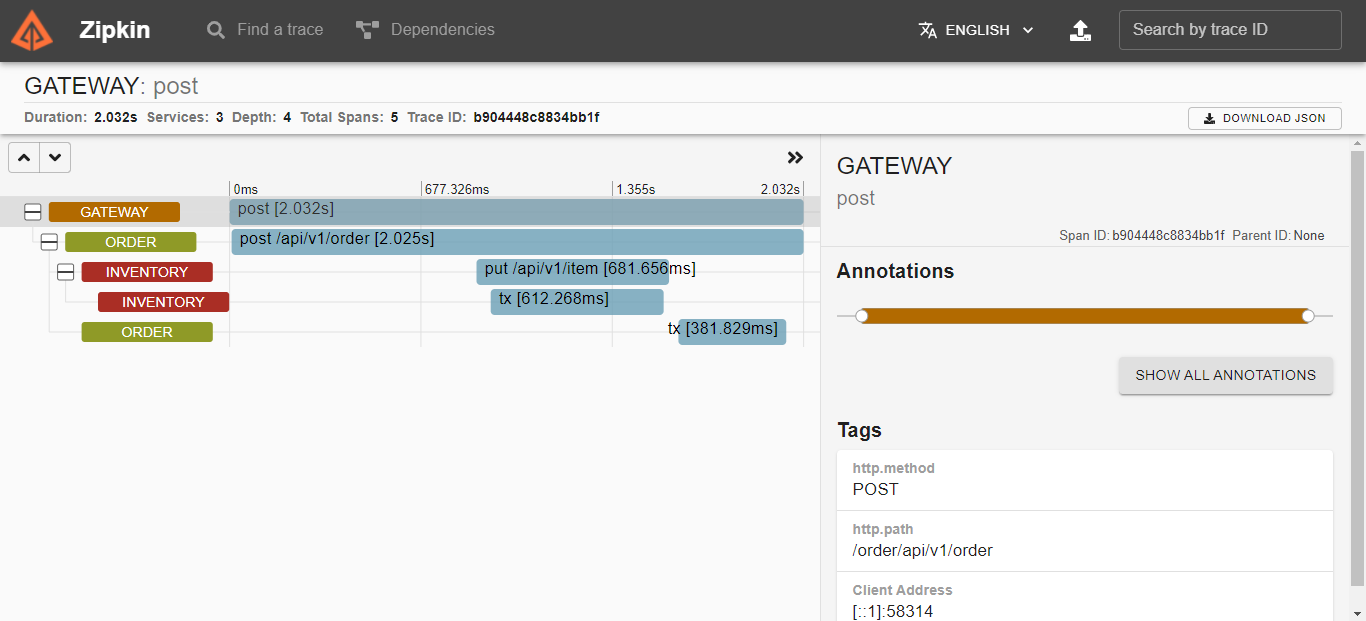 Zipkin Find a trace Dependencies ENGLISH Search by trace ID
GATEWAY: post
Duration: 2.032s Services: 3 Depth: 4 Total Spans: 5 Trace ID: b904448c8834bb1f DOWNLOAD JSON
0ms 677.326ms 1.355s 2.032s
GATEWAY post [2.032s]
ORDER post /api/v1/order [2.025s]
INVENTORY put /api/v1/item [681.656ms]
INVENTORY tx [612.268ms]
ORDER tx [381.829ms]
GATEWAY
post
Span ID: b904448c8834bb1f Parent ID: None
Annotations
SHOW ALL ANNOTATIONS
Tags
http.method
POST
http.path
/order/api/v1/order
Client Address
[::1]:58314